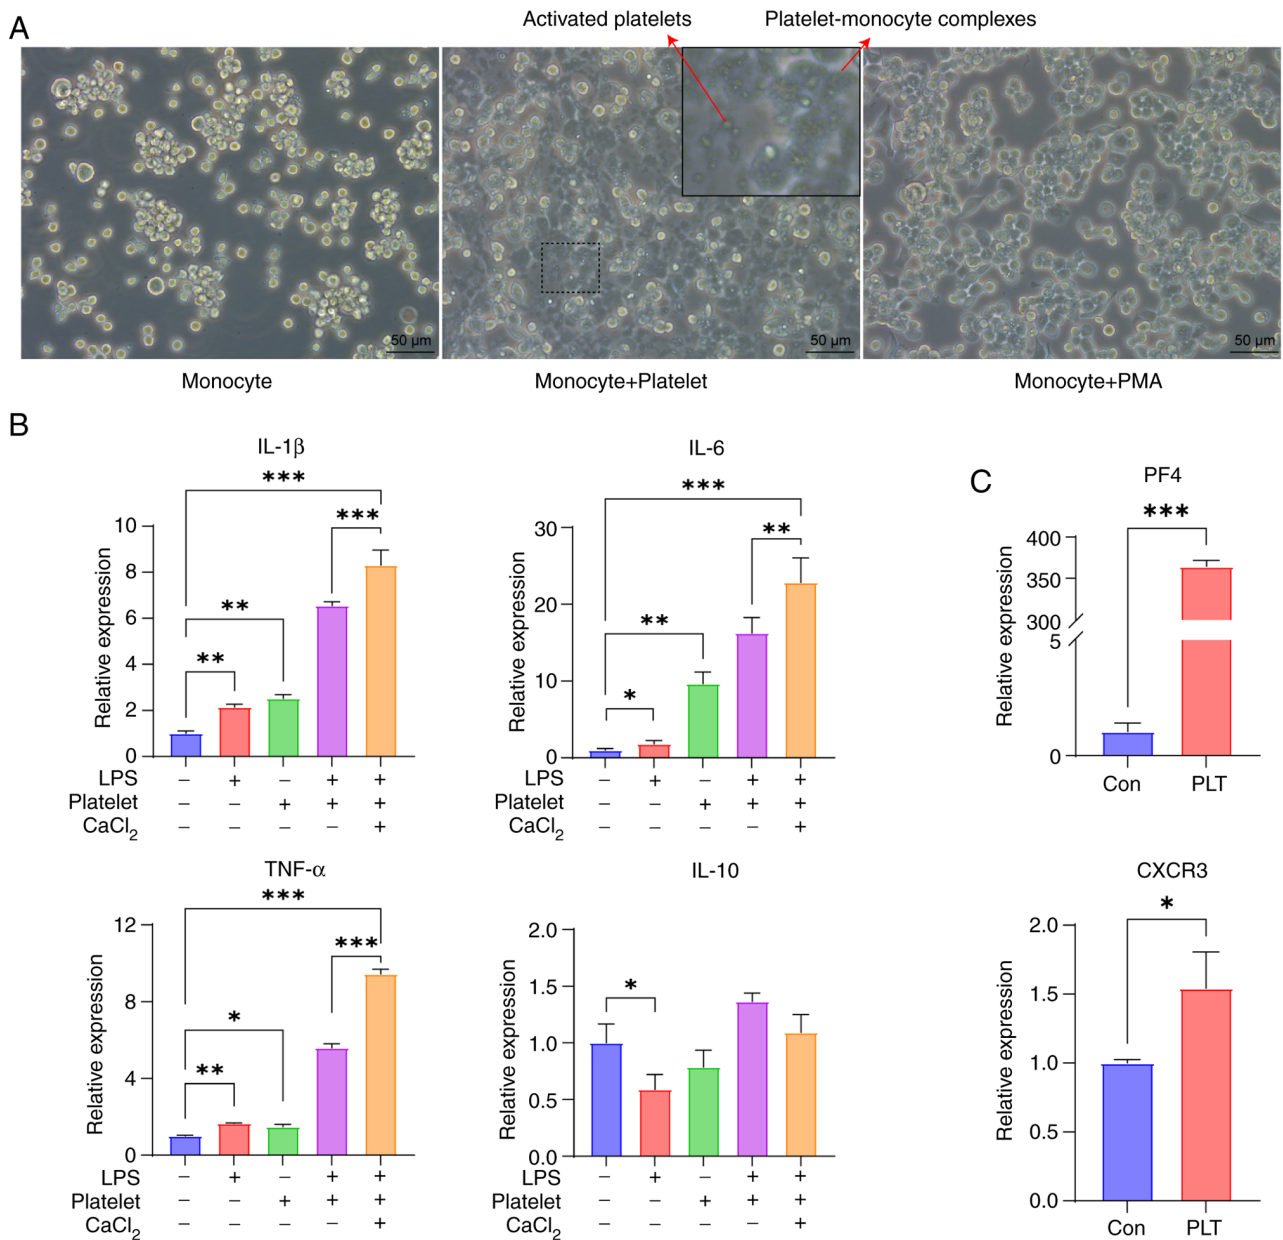 A
Activated platelets
Platelet-monocyte complexes
50 µm
50 µm
50 µm
Monocyte
Monocyte+Platelet
Monocyte+PMA
B
IL-1β
***
***
**
**
Relative expression
10
8
6
4
2
0
LPS − + − + +
Platelet − − + + +
CaCl2 − − − − +
IL-6
***
**
**
*
Relative expression
30
20
10
0
LPS − + − + +
Platelet − − + + +
CaCl2 − − − − +
C
PF4
***
Relative expression
400
350
300
5
0
Con PLT
TNF-α
***
***
*
**
Relative expression
12
8
4
0
LPS − + − + +
Platelet − − + + +
CaCl2 − − − − +
IL-10
*
Relative expression
2.0
1.5
1.0
0.5
0.0
LPS − + − + +
Platelet − − + + +
CaCl2 − − − − +
CXCR3
*
Relative expression
2.0
1.5
1.0
0.5
0.0
Con PLT